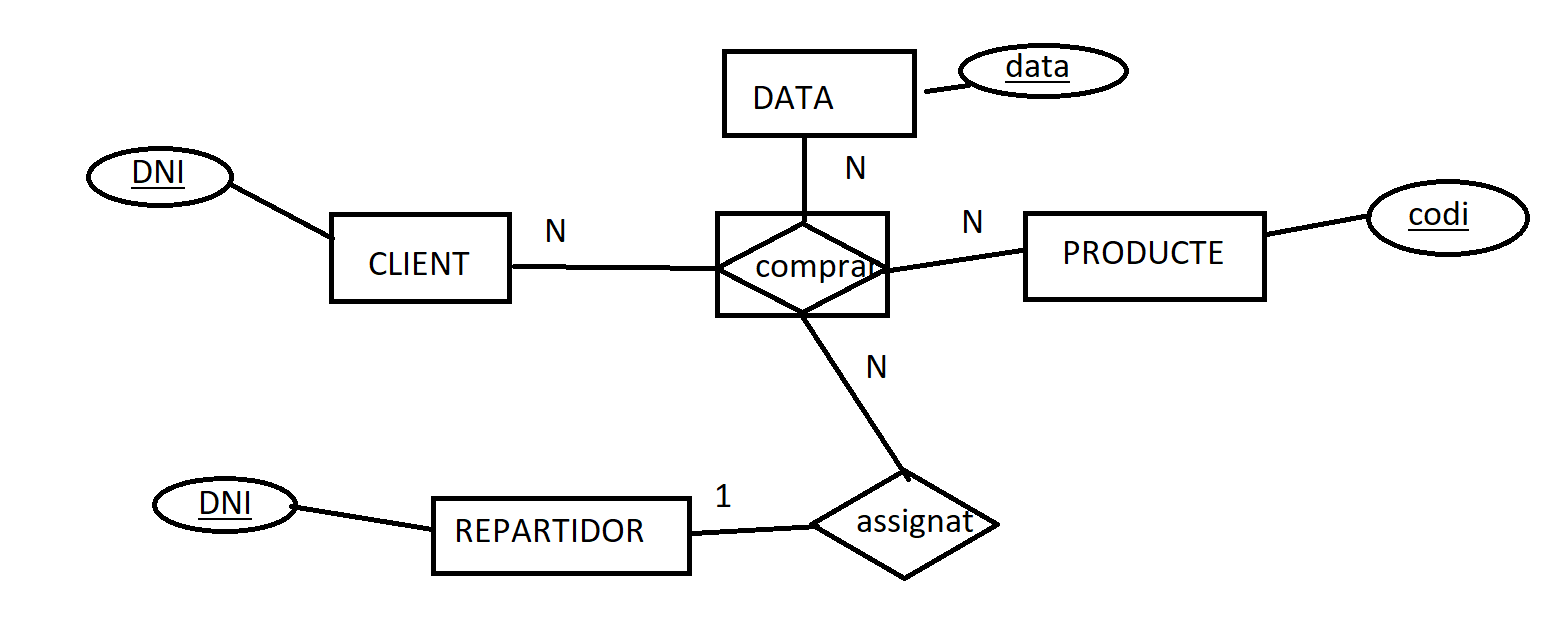 data
DATA
N
DNI
codi
N
N
CLIENT
comprar
PRODUCTE
N
1
DNI
REPARTIDOR
assignat